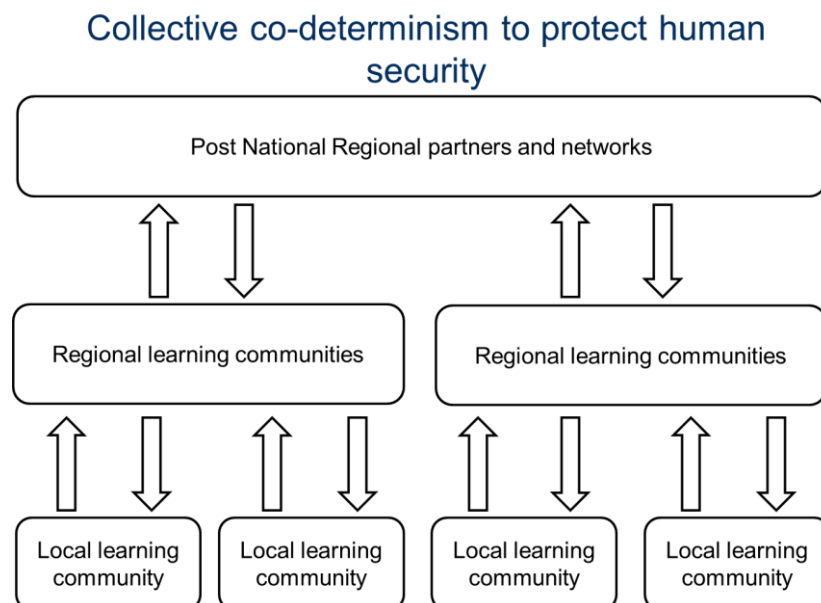 Collective co-determinism to protect human
security
Post National Regional partners and networks
Regional learning communities
Regional learning communities
Local learning
community
Local learning
community
Local learning
community
Local learning
community